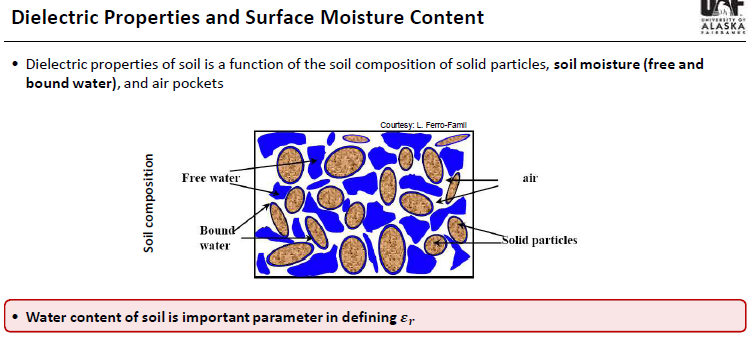 Dielectric Properties and Surface Moisture Content
UAF
UNIVERSITY OF
ALASKA
FAIRBANKS
• Dielectric properties of soil is a function of the soil composition of solid particles, soil moisture (free and
bound water), and air pockets
Courtesy: L. Ferro-Famil
Soil composition
Free water
air
Bound
water
Solid particles
• Water content of soil is important parameter in defining εᵣ